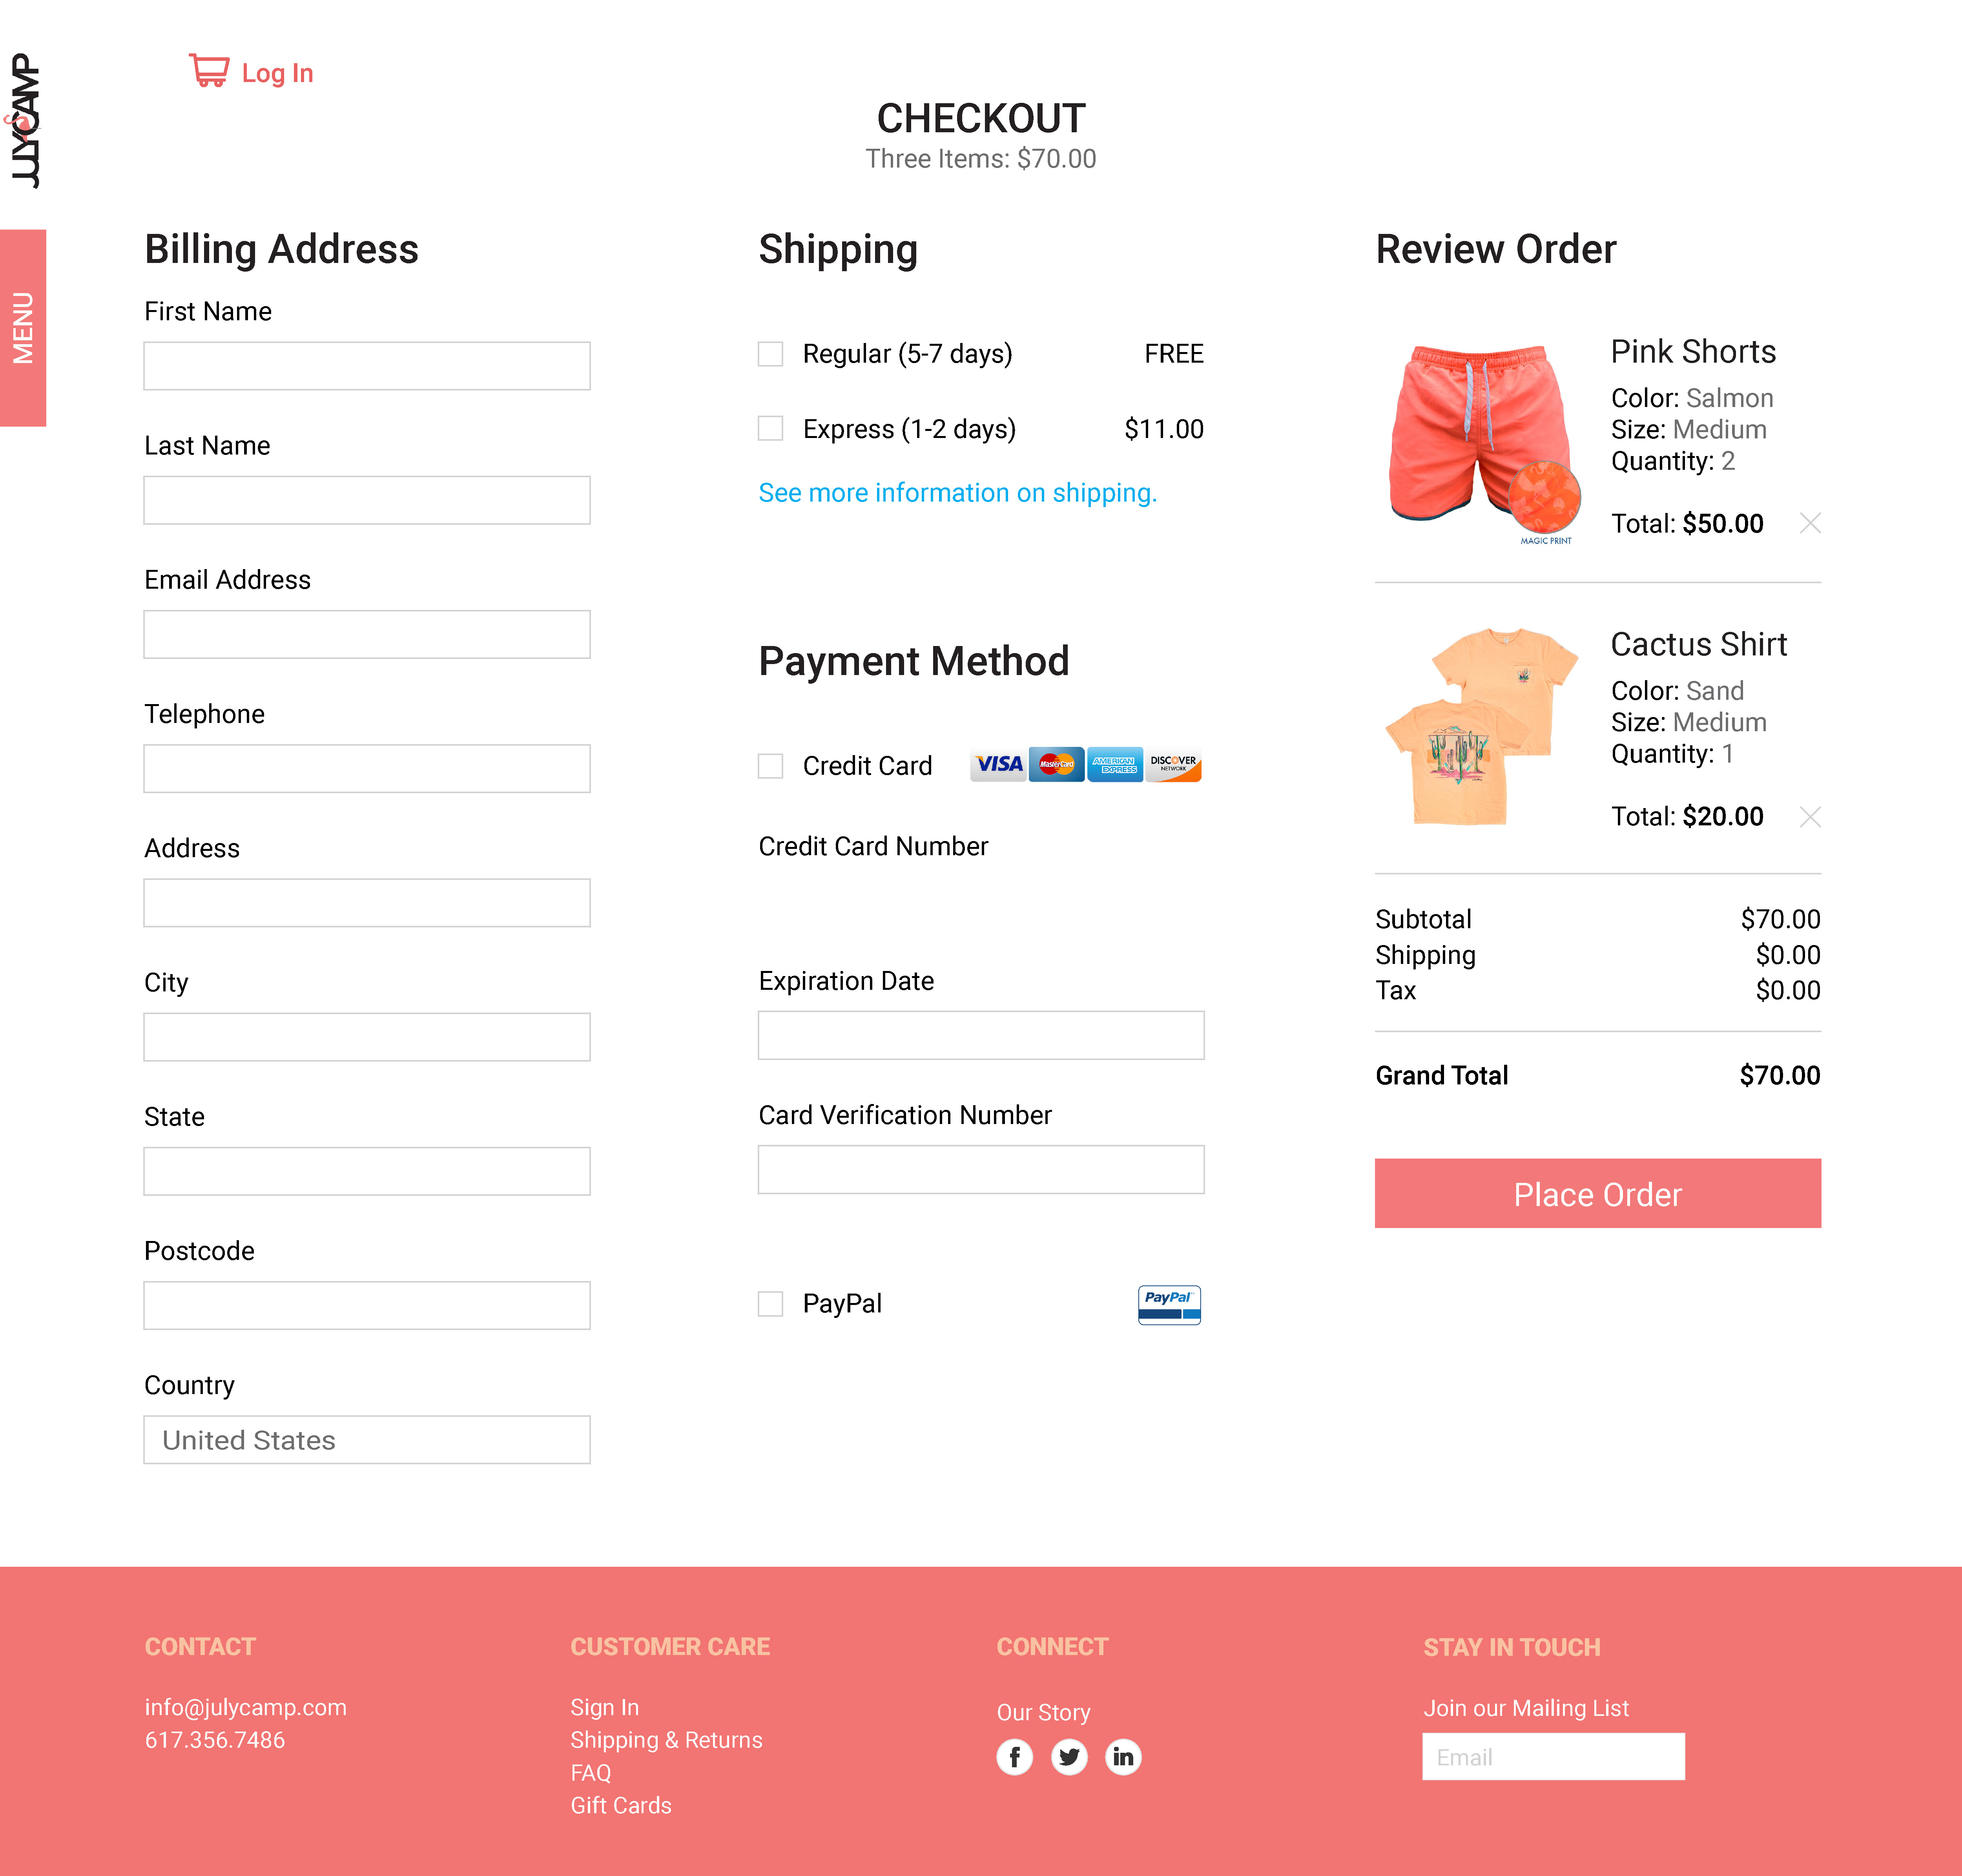 JULYCAMP
MENU
Log In
CHECKOUT
Three Items: $70.00
Billing Address
First Name
Last Name
Email Address
Telephone
Address
City
State
Postcode
Country
United States
Shipping
Regular (5-7 days) FREE
Express (1-2 days) $11.00
See more information on shipping.
Payment Method
Credit Card VISA MasterCard AMERICAN EXPRESS DISCOVER NETWORK
Credit Card Number
Expiration Date
Card Verification Number
PayPal PayPal
Review Order
Pink Shorts
Color: Salmon
Size: Medium
Quantity: 2
Total: $50.00
MAGIC PRINT
Cactus Shirt
Color: Sand
Size: Medium
Quantity: 1
Total: $20.00
Subtotal $70.00
Shipping $0.00
Tax $0.00
Grand Total $70.00
Place Order
CONTACT
info@julycamp.com
617.356.7486
CUSTOMER CARE
Sign In
Shipping & Returns
FAQ
Gift Cards
CONNECT
Our Story
f in
STAY IN TOUCH
Join our Mailing List
Email